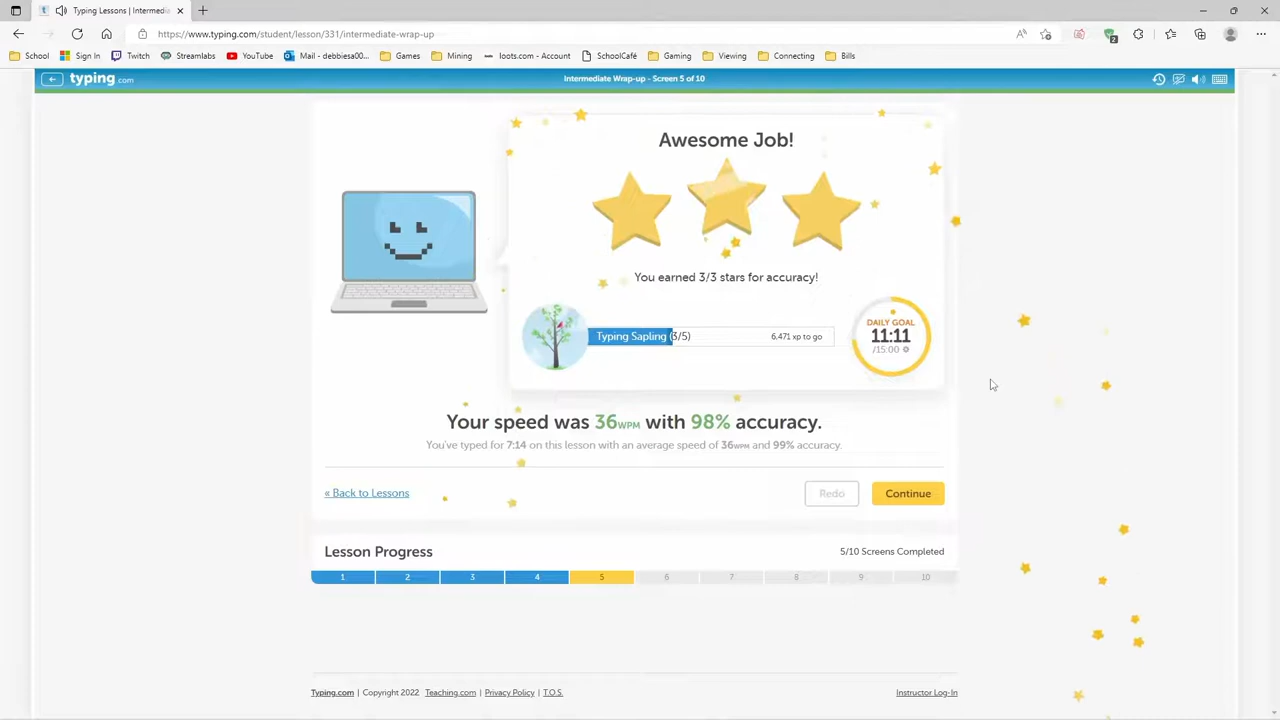 Typing Lessons | Intermedia
https://www.typing.com/student/lesson/331/intermediate-wrap-up
School Sign In Twitch Streamlabs YouTube Mail - debbiesa00... Games Mining loots.com - Account SchoolCafé Gaming Viewing Connecting Bills
2
typing.com
Intermediate Wrap-up - Screen 5 of 10
Awesome Job!
You earned 3/3 stars for accuracy!
Typing Sapling (3/5) 6,471 xp to go
DAILY GOAL
11:11
/15:00
Your speed was 36WPM with 98% accuracy.
You've typed for 7:14 on this lesson with an average speed of 36WPM and 99% accuracy.
« Back to Lessons
Redo
Continue
Lesson Progress
5/10 Screens Completed
1 2 3 4 5 6 7 8 9 10
Typing.com | Copyright 2022 Teaching.com | Privacy Policy | T.O.S.
Instructor Log-In